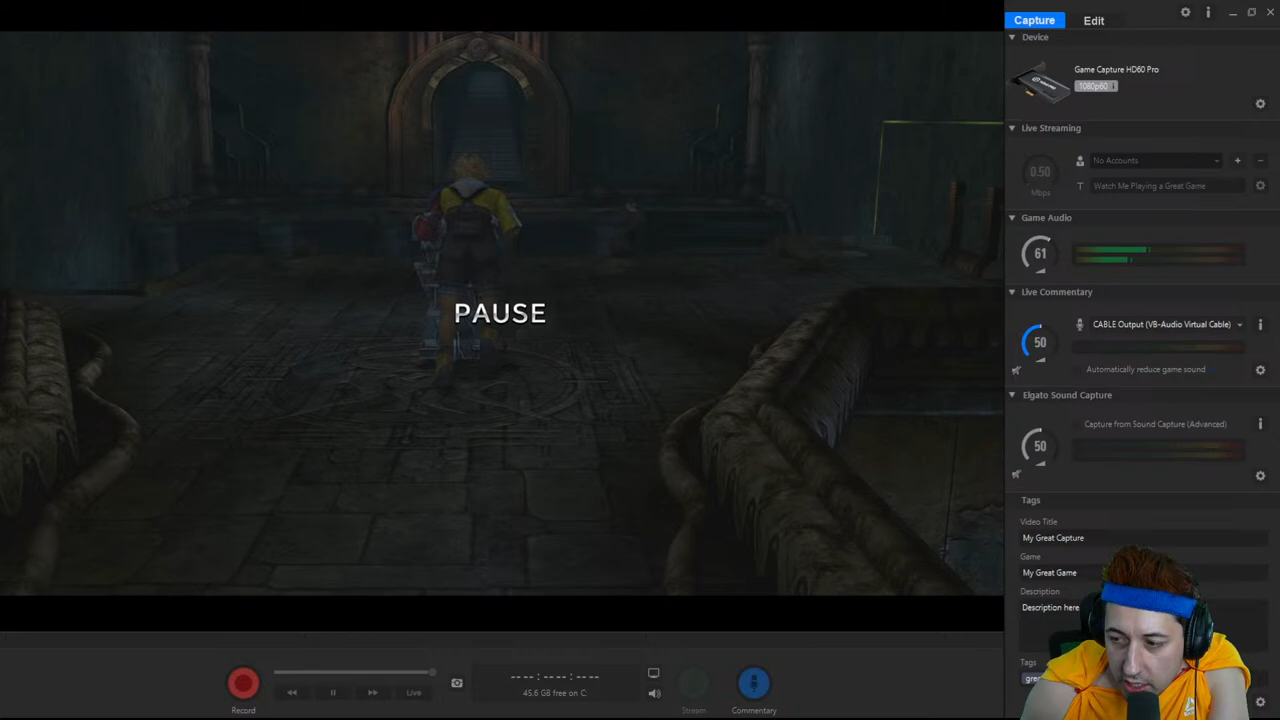 Capture Edit
Device
Game Capture HD60 Pro
1080p60
Live Streaming
0.50
Mbps
No Accounts
T Watch Me Playing a Great Game
Game Audio
61
PAUSE
Live Commentary
50
CABLE Output (VB-Audio Virtual Cable)
Automatically reduce game sound
Elgato Sound Capture
50
Capture from Sound Capture (Advanced)
Tags
Video Title
My Great Capture
Game
My Great Game
Description
Description here
Tags
Record
Live
--:--:--
45.6 GB free on C:
Stream
Commentary